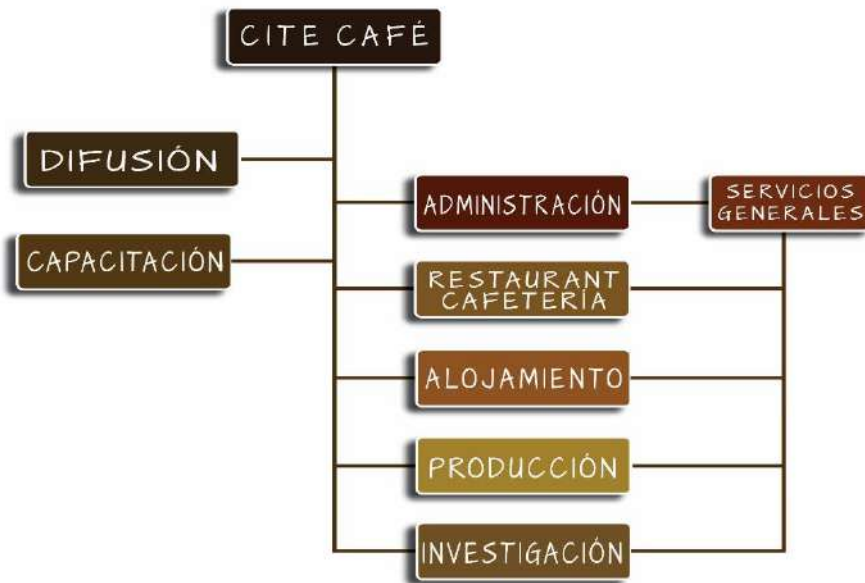 CITE CAFÉ
DIFUSIÓN
CAPACITACIÓN
ADMINISTRACIÓN
SERVICIOS
GENERALES
RESTAURANT
CAFETERÍA
ALOJAMIENTO
PRODUCCIÓN
INVESTIGACIÓN